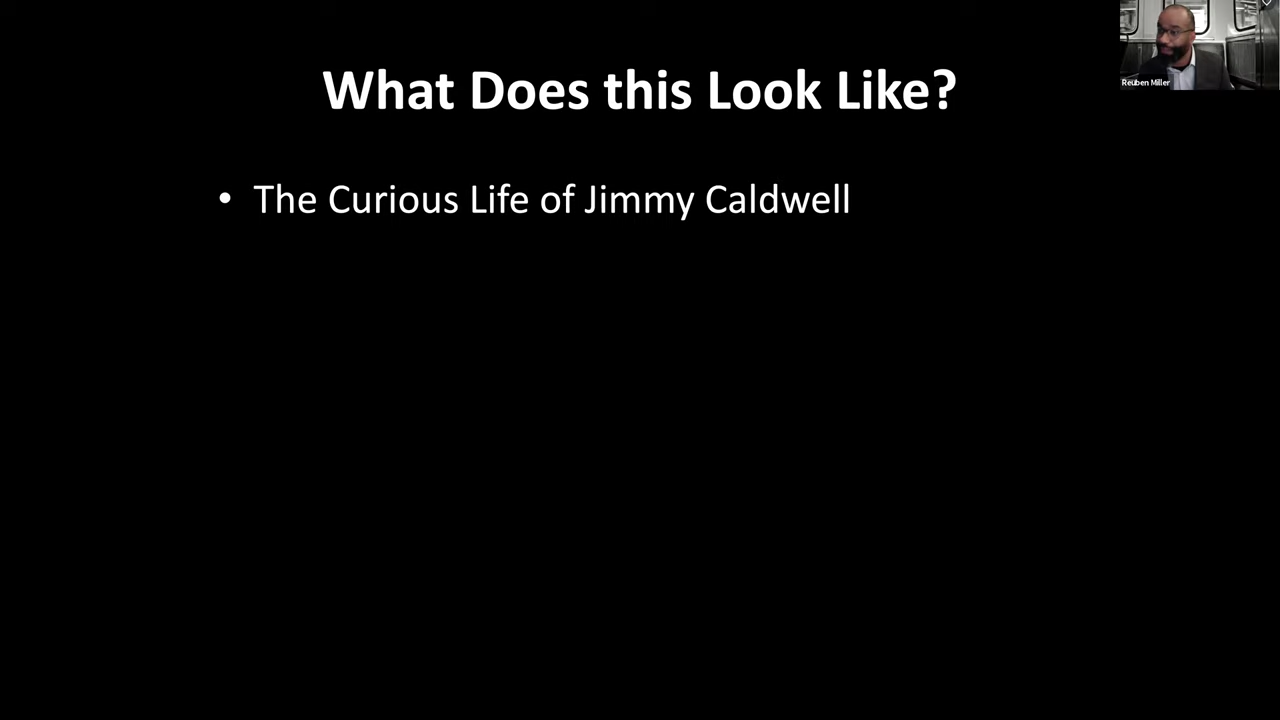 What Does this Look Like?
• The Curious Life of Jimmy Caldwell
Reuben Miller